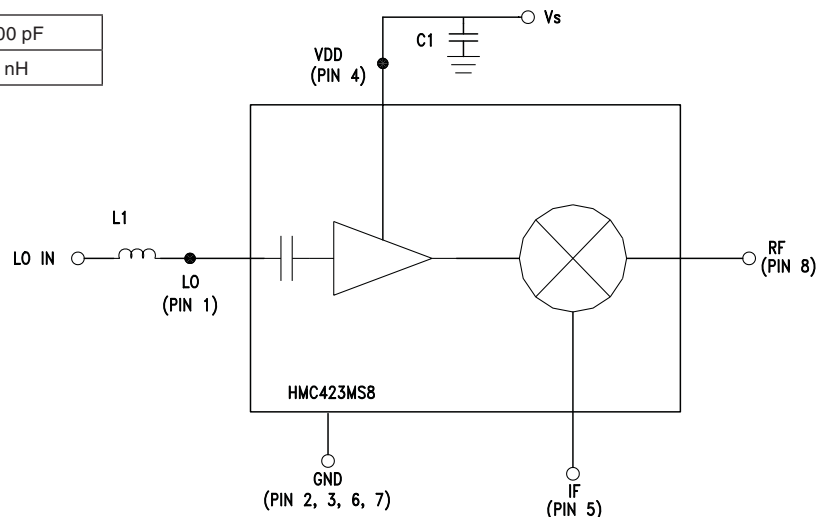 00 pF
nH
Vs
C1
VDD
(PIN 4)
L1
LO IN
LO
(PIN 1)
RF
(PIN 8)
HMC423MS8
GND
(PIN 2, 3, 6, 7)
IF
(PIN 5)